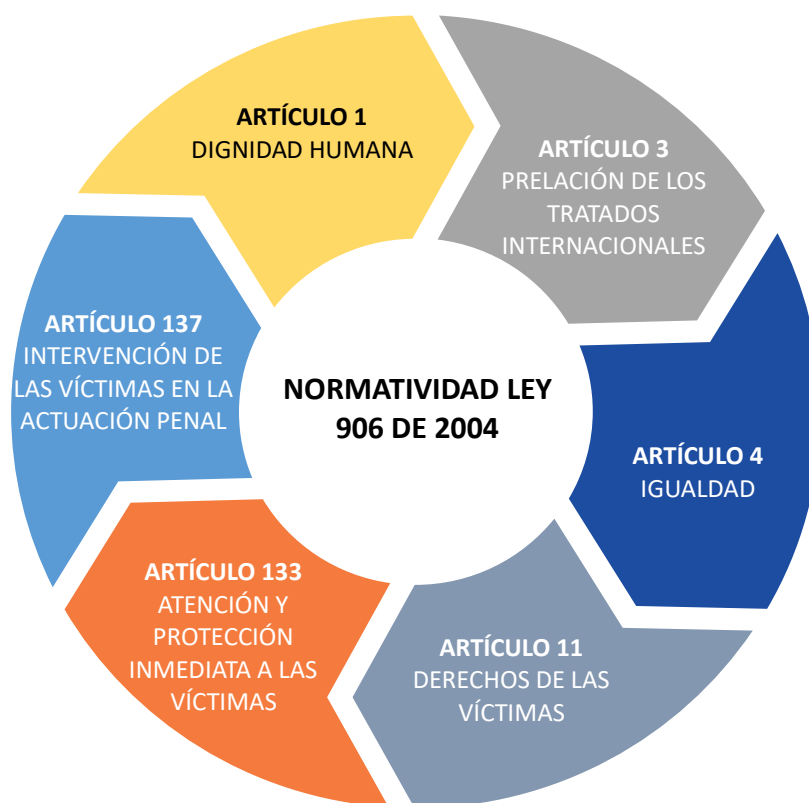 ARTÍCULO 1
DIGNIDAD HUMANA
ARTÍCULO 3
PRELACIÓN DE LOS
TRATADOS
INTERNACIONALES
ARTÍCULO 4
IGUALDAD
ARTÍCULO 11
DERECHOS DE LAS
VÍCTIMAS
ARTÍCULO 133
ATENCIÓN Y
PROTECCIÓN
INMEDIATA A LAS
VÍCTIMAS
ARTÍCULO 137
INTERVENCIÓN DE
LAS VÍCTIMAS EN LA
ACTUACIÓN PENAL
NORMATIVIDAD LEY
906 DE 2004